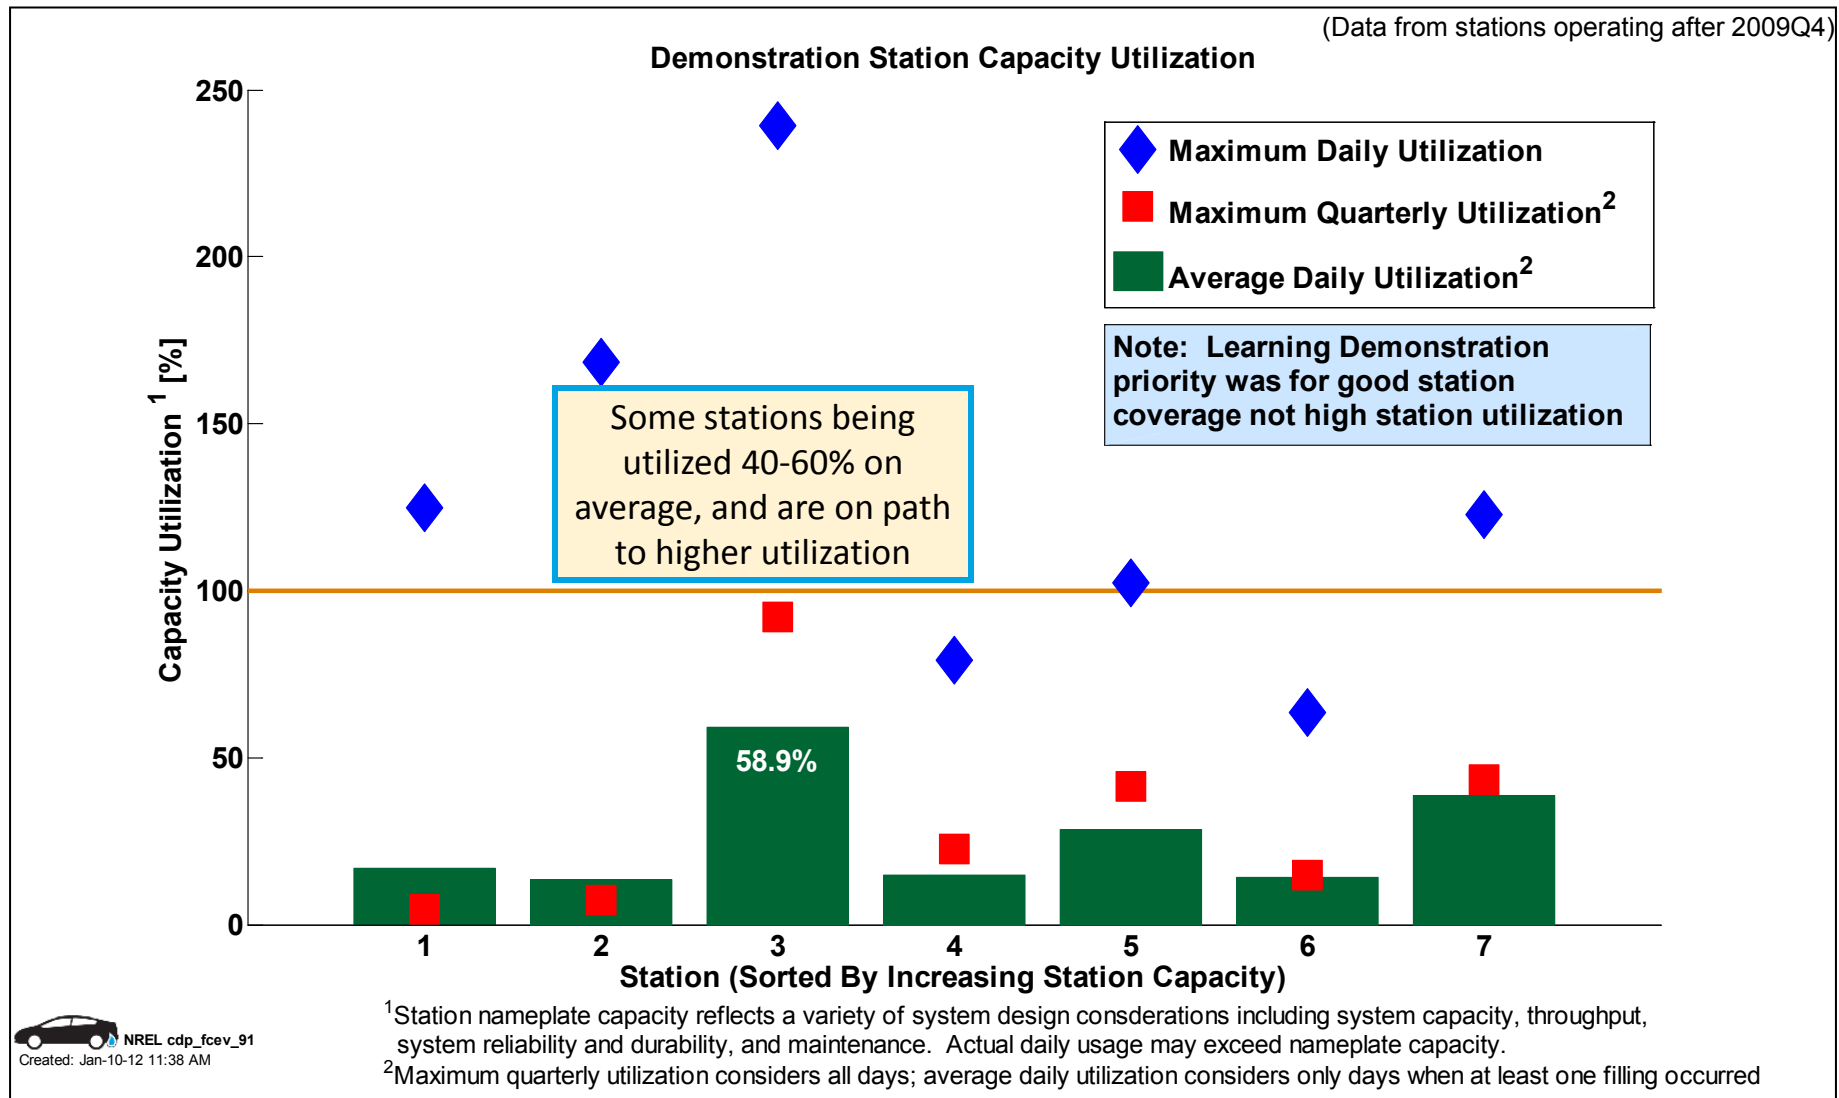 (Data from stations operating after 2009Q4)
Demonstration Station Capacity Utilization
250
200
150
100
50
0
Capacity Utilization ¹ [%]
Maximum Daily Utilization
Maximum Quarterly Utilization²
Average Daily Utilization²
Note: Learning Demonstration
priority was for good station
coverage not high station utilization
Some stations being
utilized 40-60% on
average, and are on path
to higher utilization
58.9%
1 2 3 4 5 6 7
Station (Sorted By Increasing Station Capacity)
¹Station nameplate capacity reflects a variety of system design consderations including system capacity, throughput,
system reliability and durability, and maintenance. Actual daily usage may exceed nameplate capacity.
²Maximum quarterly utilization considers all days; average daily utilization considers only days when at least one filling occurred
NREL cdp_fcev_91
Created: Jan-10-12 11:38 AM